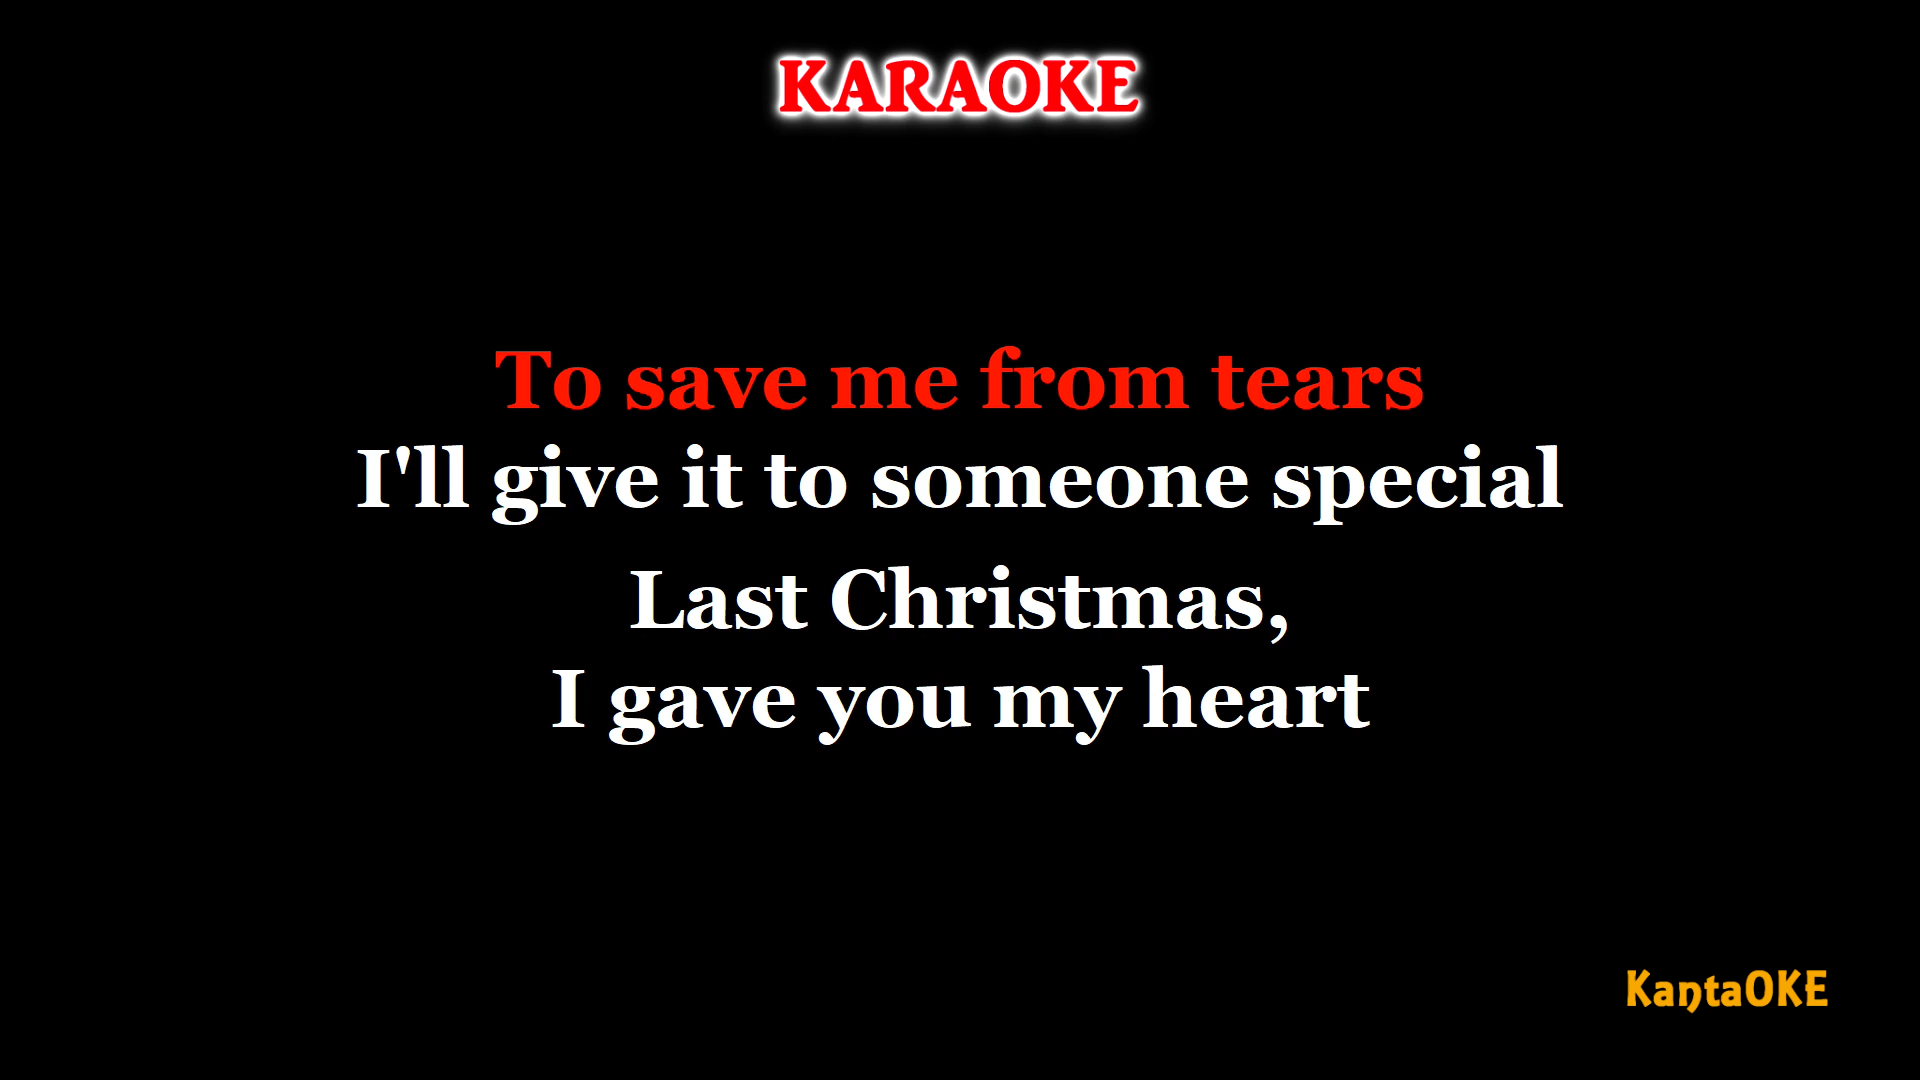 KARAOKE
To save me from tears
I'll give it to someone special
Last Christmas,
I gave you my heart
KantaOKE